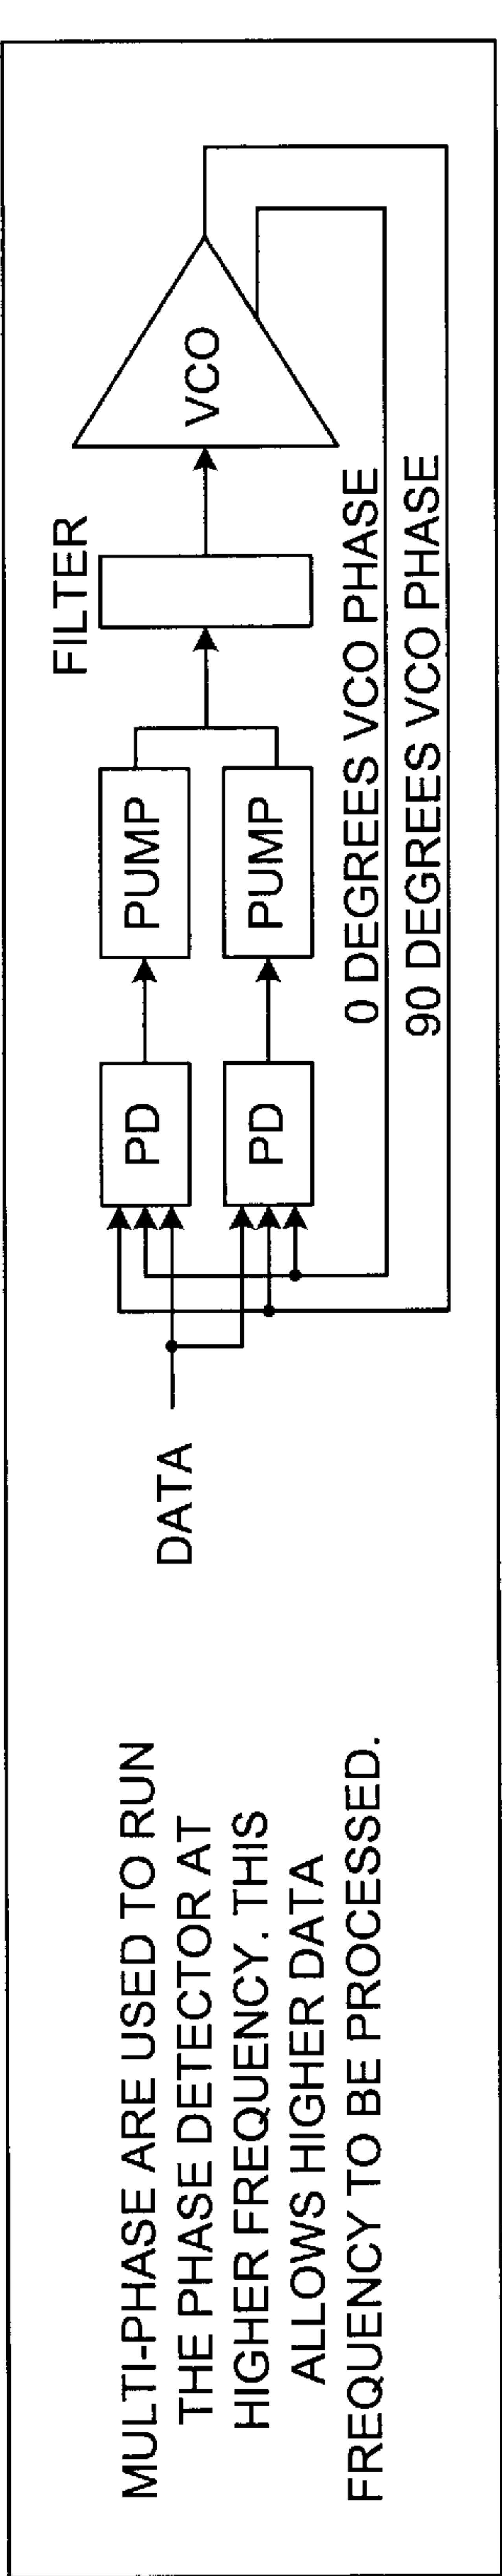 MULTI-PHASE ARE USED TO RUN
THE PHASE DETECTOR AT
HIGHER FREQUENCY. THIS
ALLOWS HIGHER DATA
FREQUENCY TO BE PROCESSED.
DATA
PD
PD
PUMP
PUMP
FILTER
VCO
0 DEGREES VCO PHASE
90 DEGREES VCO PHASE